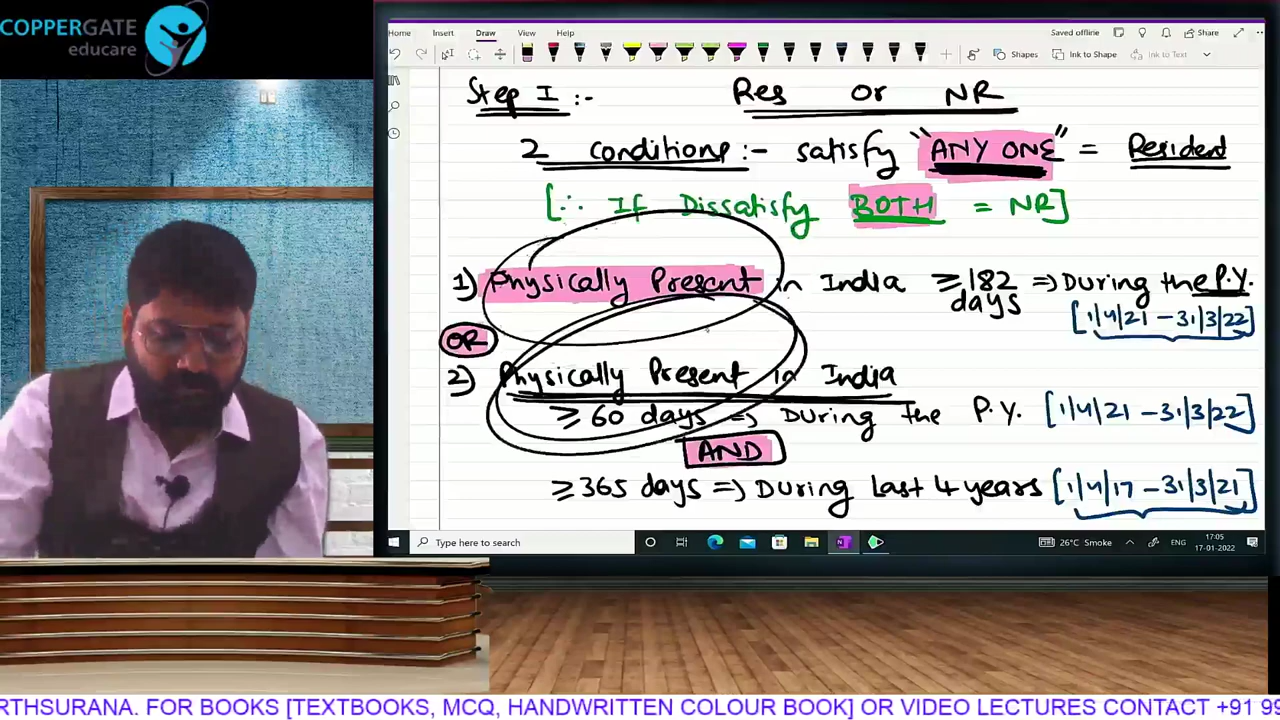 COPPERGATE
educare
Home Insert Draw View Help
Saved offline Share
Shapes Ink to Shape Ink to Text
Step I :- Res Or NR
2 conditions :- satisfy "ANY ONE" = Resident
[∴ If Dissatisfy BOTH = NR]
1) Physically Present in India ≥182 days => During the P.Y.
[1/4/21 - 31/3/22]
OR
2) Physically Present in India
≥ 60 days => During the P.Y. [1/4/21 - 31/3/22]
AND
≥365 days => During last 4 years [1/4/17 - 31/3/21]
Type here to search
26°C Smoke ENG 17:05
17-01-2022
RTHSURANA. FOR BOOKS [TEXTBOOKS, MCQ, HANDWRITTEN COLOUR BOOK] OR VIDEO LECTURES CONTACT +91 99